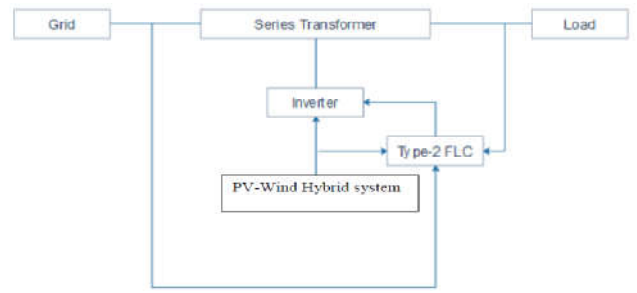 Grid
Series Transformer
Load
Inverter
Type-2 FLC
PV-Wind Hybrid system